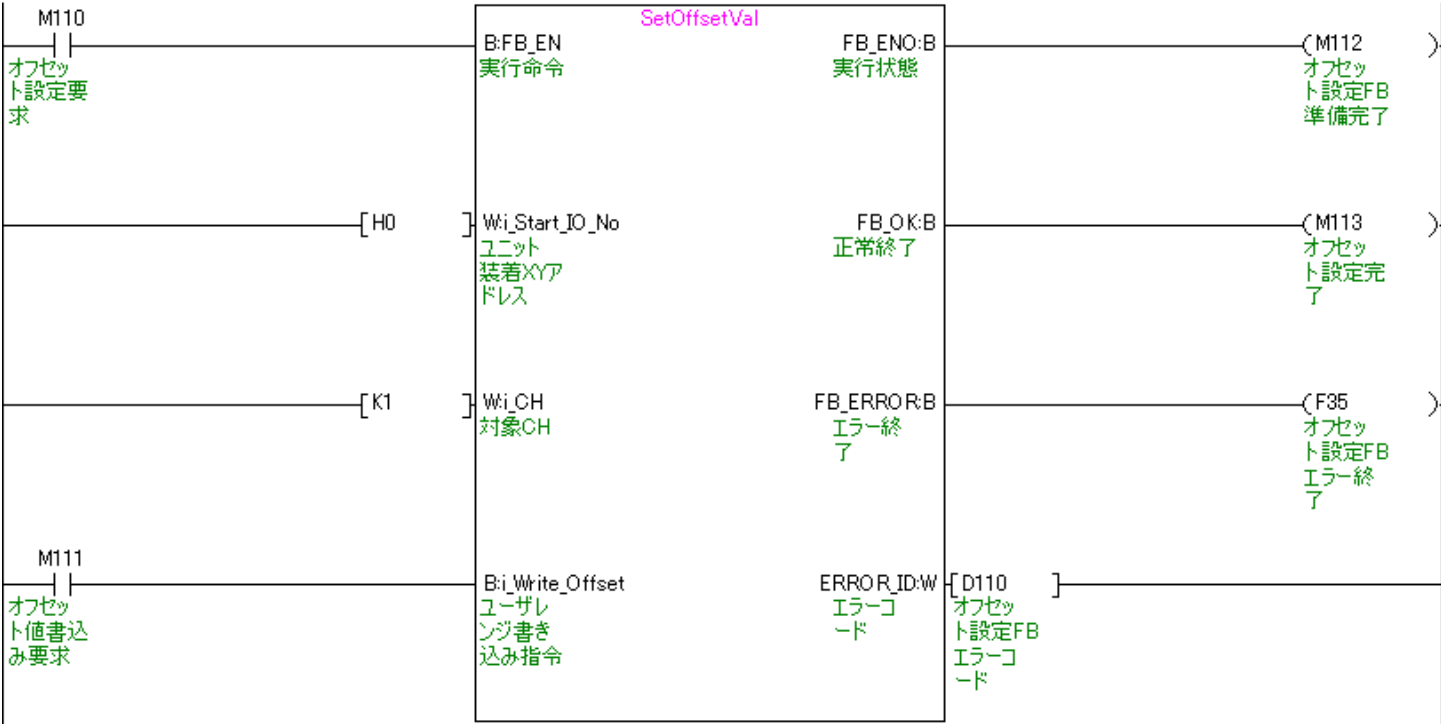 M110
オフセッ
ト設定要
求
SetOffsetVal
B:FB_EN
実行命令
FB_ENO:B
実行状態
M112
オフセッ
ト設定FB
準備完了
H0
W:i_Start_IO_No
ユニット
装着XYア
ドレス
FB_OK:B
正常終了
M113
オフセッ
ト設定完
了
K1
W:i_CH
対象CH
FB_ERROR:B
エラー終
了
F35
オフセッ
ト設定FB
エラー終
了
M111
オフセッ
ト値書込
み要求
B:i_Write_Offset
ユーザレ
ンジ書き
込み指令
ERROR_ID:W
エラーコ
ード
D110
オフセッ
ト設定FB
エラーコ
ード